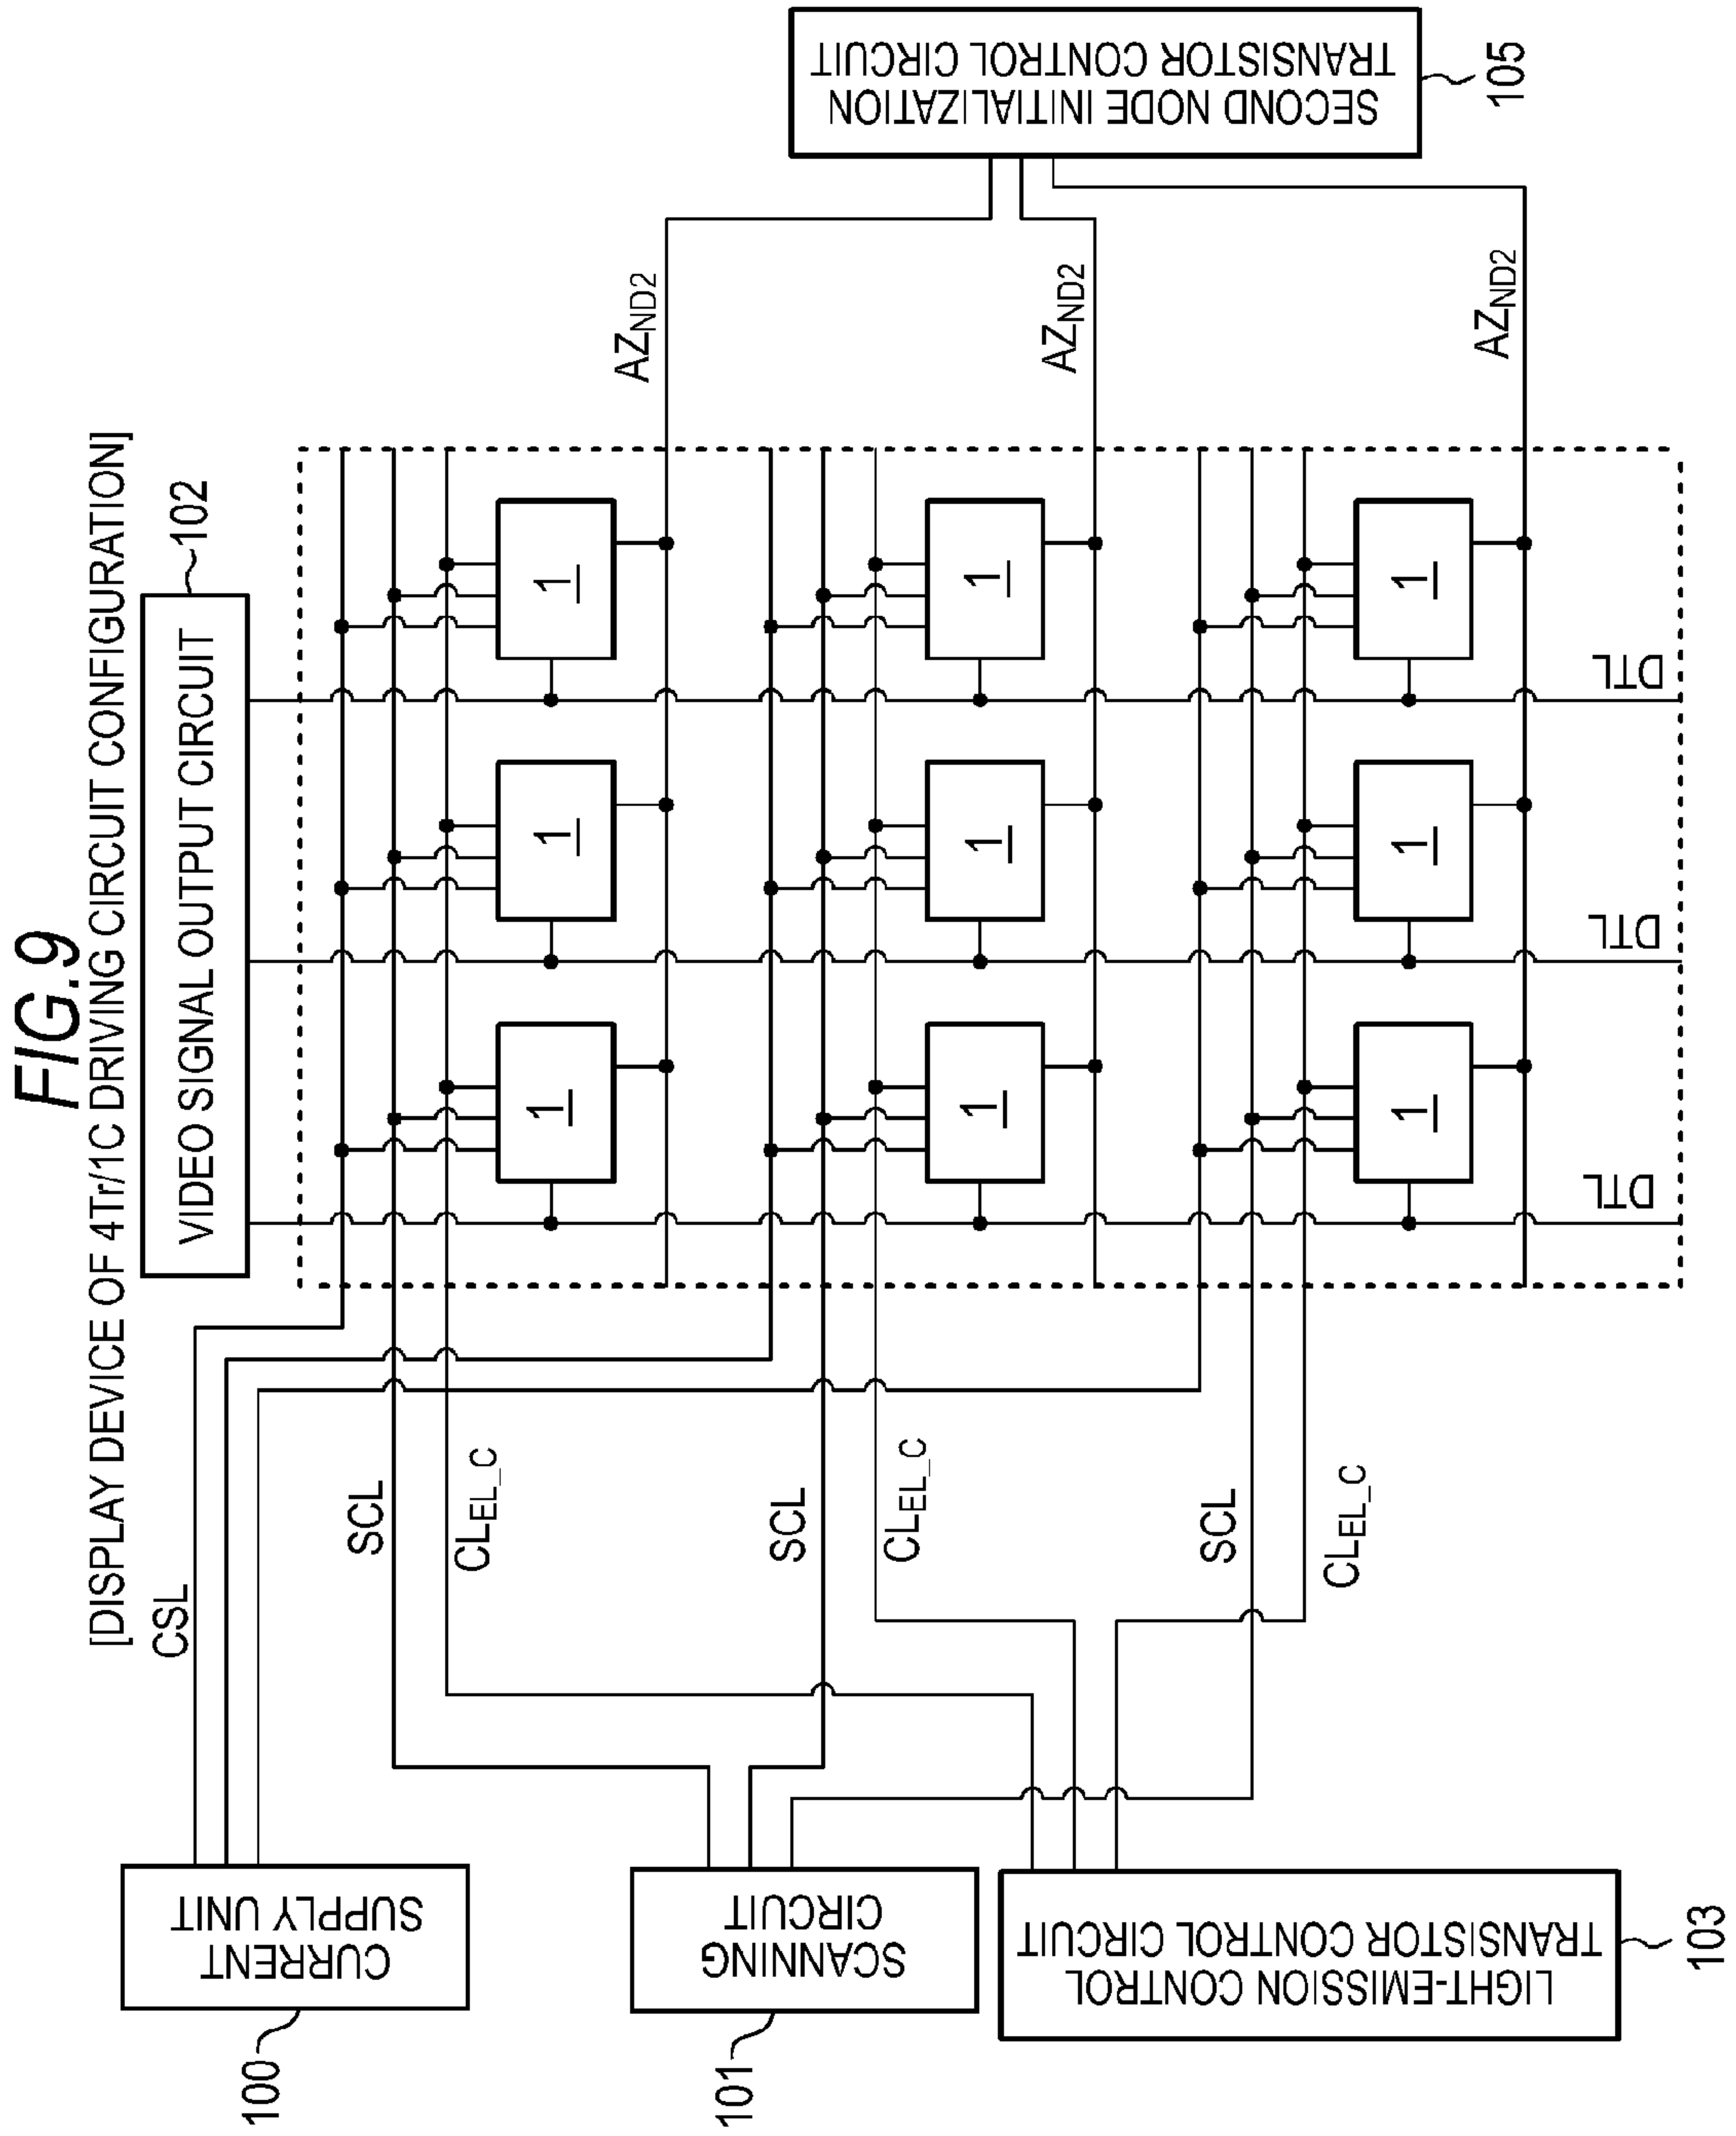 FIG.9
[DISPLAY DEVICE OF 4Tr/1C DRIVING CIRCUIT CONFIGURATION]
VIDEO SIGNAL OUTPUT CIRCUIT
102
CURRENT
SUPPLY UNIT
100
SCANNING
CIRCUIT
101
LIGHT-EMISSION CONTROL
TRANSISTOR CONTROL CIRCUIT
103
SECOND NODE INITIALIZATION
TRANSISTOR CONTROL CIRCUIT
105
CSL
SCL
CLEL_C
SCL
CLEL_C
SCL
CLEL_C
AZND2
AZND2
AZND2
1
1
1
1
1
1
1
1
1
DTL
DTL
DTL